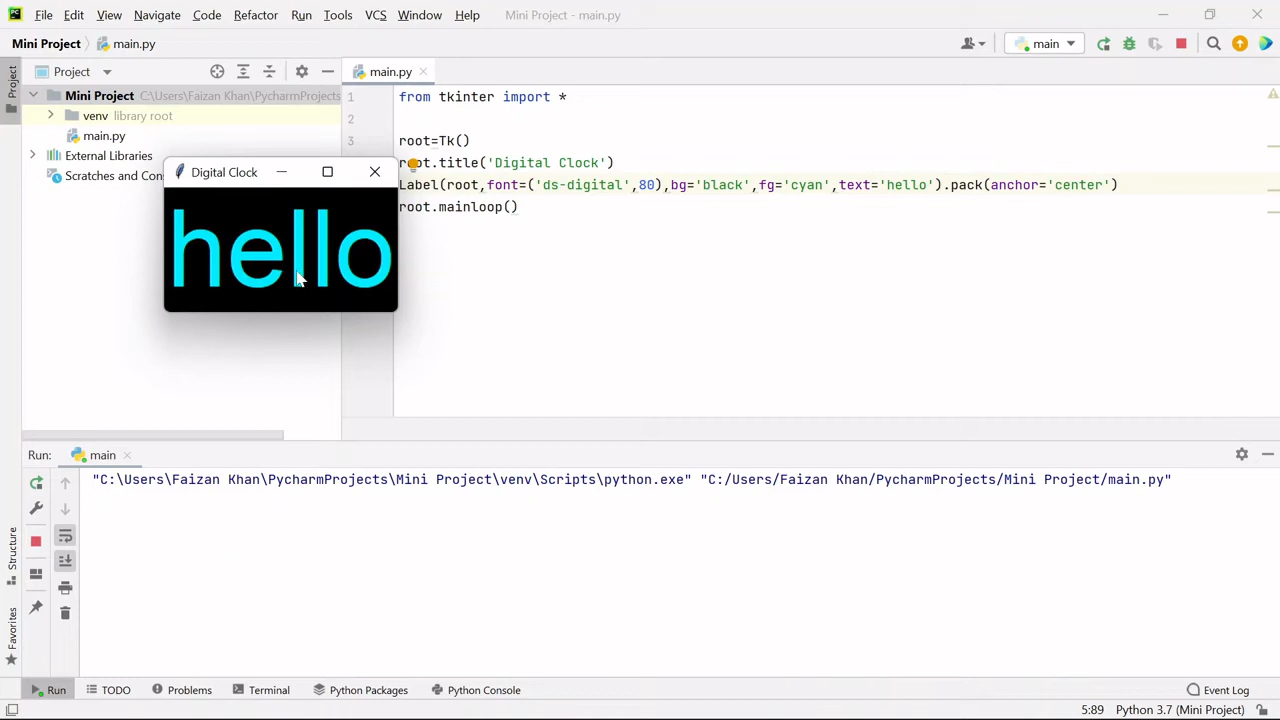 File Edit View Navigate Code Refactor Run Tools VCS Window Help Mini Project - main.py
Mini Project main.py main
Project main.py
Mini Project C:\Users\Faizan Khan\PycharmProjects
venv library root
main.py
External Libraries
Scratches and Con
1 from tkinter import *
2
3 root=Tk()
root.title('Digital Clock')
Label(root,font=('ds-digital',80),bg='black',fg='cyan',text='hello').pack(anchor='center')
root.mainloop()
Digital Clock
hello
Project
Structure
Favorites
Run: main
"C:\Users\Faizan Khan\PycharmProjects\Mini Project\venv\Scripts\python.exe" "C:/Users/Faizan Khan/PycharmProjects/Mini Project/main.py"
Run TODO Problems Terminal Python Packages Python Console Event Log
5:89 Python 3.7 (Mini Project)